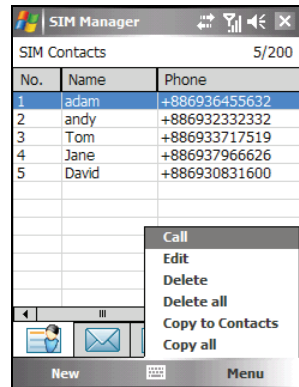 SIM Manager
SIM Contacts 5/200
No. Name Phone
1 adam +886936455632
2 andy +886932332332
3 Tom +886933717519
4 Jane +886937966626
5 David +886930831600
Call
Edit
Delete
Delete all
Copy to Contacts
Copy all
New Menu